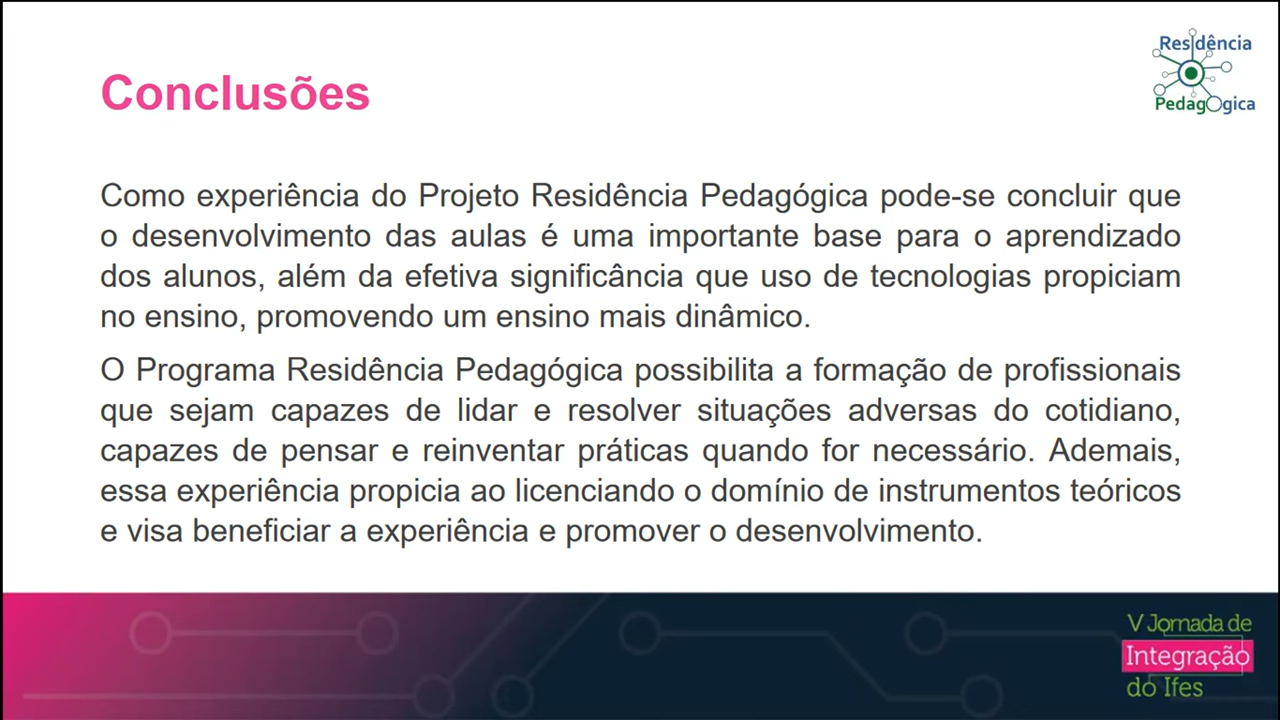 Residência
Pedagógica
Conclusões
Como experiência do Projeto Residência Pedagógica pode-se concluir que
o desenvolvimento das aulas é uma importante base para o aprendizado
dos alunos, além da efetiva significância que uso de tecnologias propiciam
no ensino, promovendo um ensino mais dinâmico.
O Programa Residência Pedagógica possibilita a formação de profissionais
que sejam capazes de lidar e resolver situações adversas do cotidiano,
capazes de pensar e reinventar práticas quando for necessário. Ademais,
essa experiência propicia ao licenciando o domínio de instrumentos teóricos
e visa beneficiar a experiência e promover o desenvolvimento.
V Jornada de
Integração
do Ifes